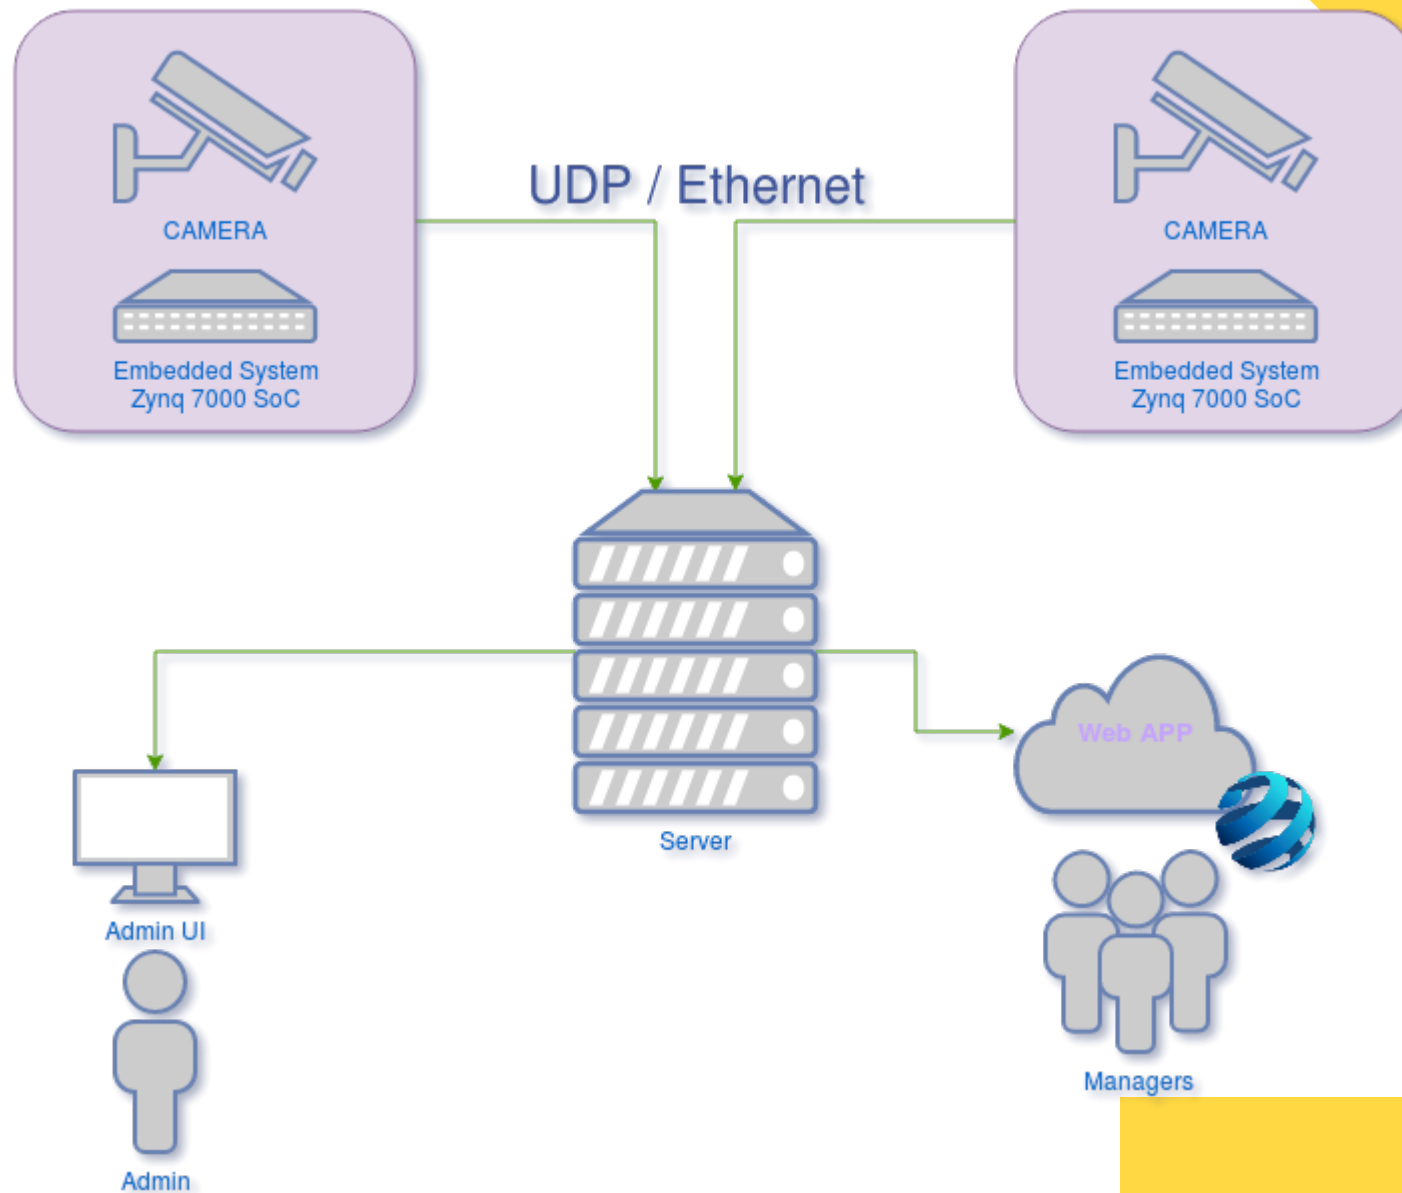 UDP / Ethernet
CAMERA
Embedded System
Zynq 7000 SoC
CAMERA
Embedded System
Zynq 7000 SoC
Server
Web APP
Admin UI
Managers
Admin